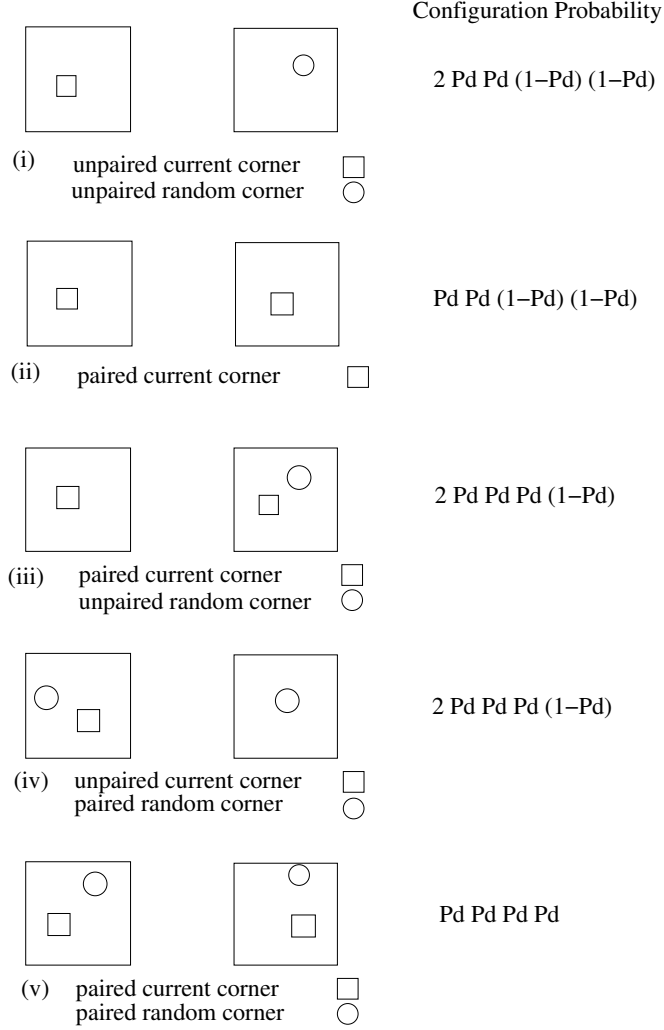 Configuration Probability
2 Pd Pd (1−Pd) (1−Pd)
(i)
unpaired current corner
unpaired random corner
Pd Pd (1−Pd) (1−Pd)
(ii)
paired current corner
2 Pd Pd Pd (1−Pd)
(iii)
paired current corner
unpaired random corner
2 Pd Pd Pd (1−Pd)
(iv)
unpaired current corner
paired random corner
Pd Pd Pd Pd
(v)
paired current corner
paired random corner